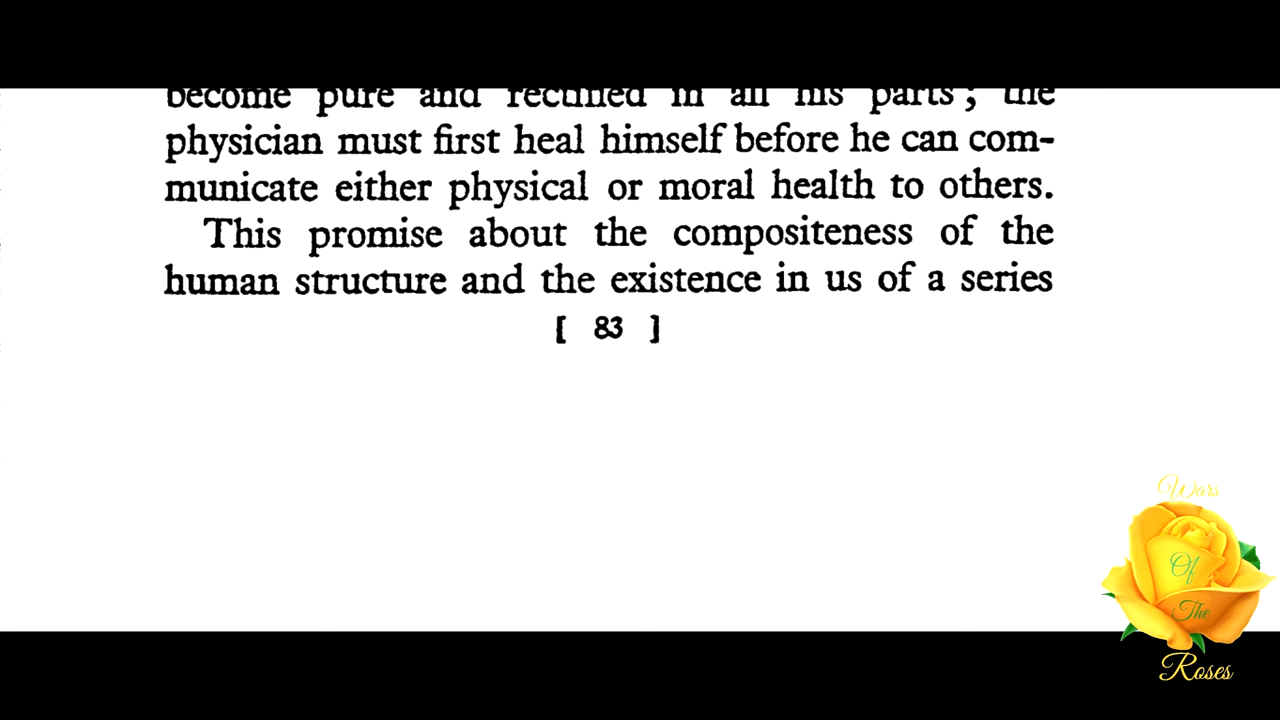 become pure and rectified in all his parts; the
physician must first heal himself before he can com-
municate either physical or moral health to others.
This promise about the compositeness of the
human structure and the existence in us of a series
[ 83 ]
Wars
Of
The
Roses